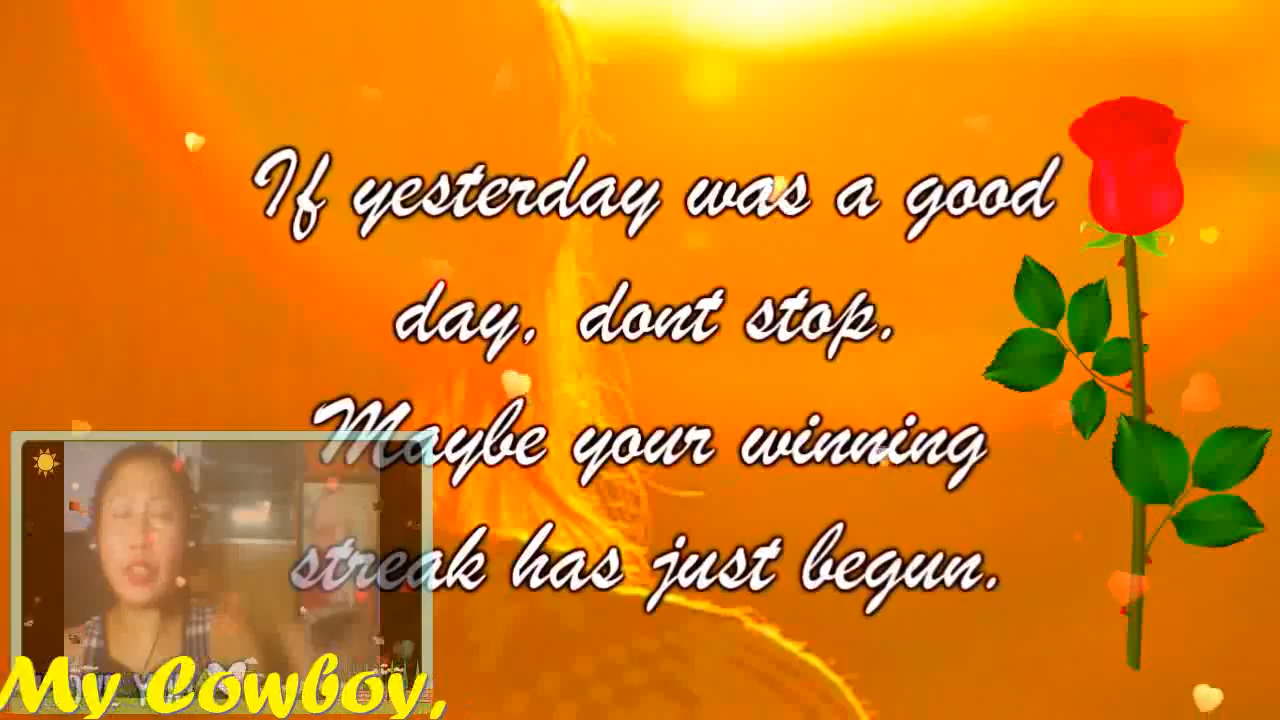 If yesterday was a good
day, dont stop.
Maybe your winning
streak has just begun.
My Cowboy,